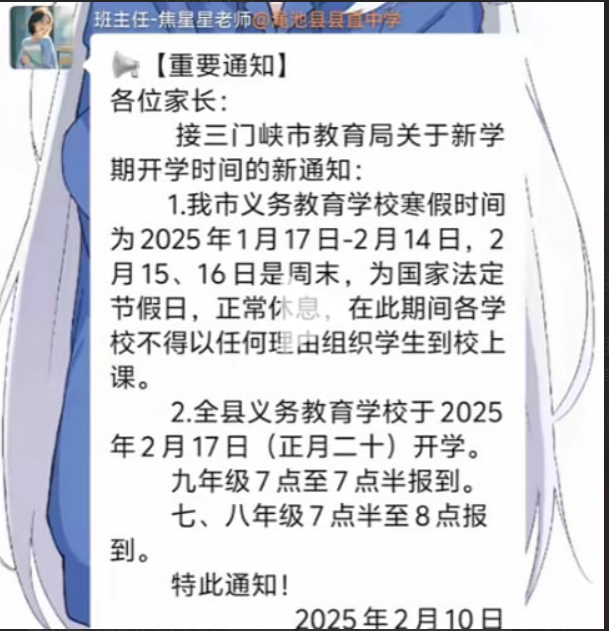 班主任-焦星星老师@渑池县县直中学
【重要通知】
各位家长：
接三门峡市教育局关于新学
期开学时间的新通知：
1.我市义务教育学校寒假时间
为2025年1月17日-2月14日，2
月15、16日是周末，为国家法定
节假日，正常休息，在此期间各学
校不得以任何理由组织学生到校上
课。
2.全县义务教育学校于2025
年2月17日（正月二十）开学。
九年级7点至7点半报到。
七、八年级7点半至8点报
到。
特此通知！
2025年2月10日